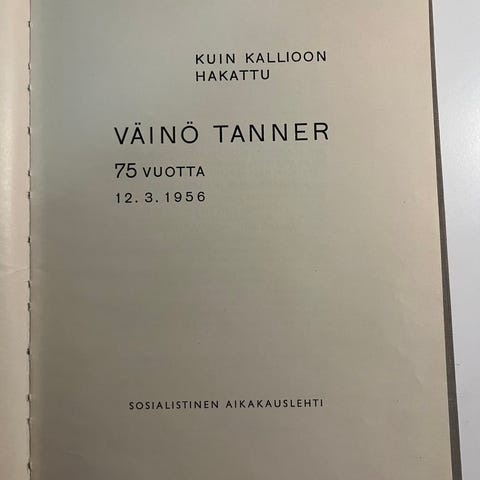 KUIN KALLIOON
HAKATTU
VÄINÖ TANNER
75 VUOTTA
12.3.1956
SOSIALISTINEN AIKAKAUSLEHTI